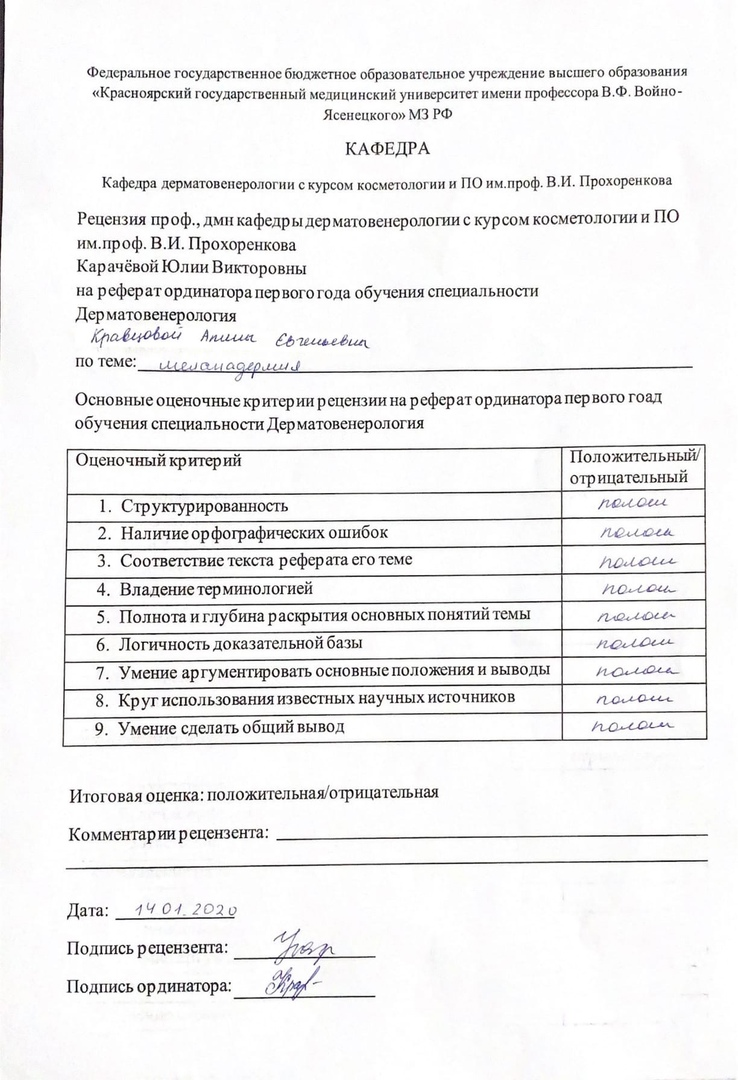 Федеральное государственное бюджетное образовательное учреждение высшего образования
«Красноярский государственный медицинский университет имени профессора В.Ф. Войно-
Ясенецкого» МЗ РФ
КАФЕДРА
Кафедра дерматовенерологии с курсом косметологии и ПО им.проф. В.И. Прохоренкова
Рецензия проф., дмн кафедры дерматовенерологии с курсом косметологии и ПО
им.проф. В.И. Прохоренкова
Карачёвой Юлии Викторовны
на реферат ординатора первого года обучения специальности
Дерматовенерология
Кравцовой Евгеньевна
по теме: меланадермия
Основные оценочные критерии рецензии на реферат ординатора первого гоад
обучения специальности Дерматовенерология
Оценочный критерий Положительный/
отрицательный
1. Структурированность полож
2. Наличие орфографических ошибок полож
3. Соответствие текста реферата его теме полож
4. Владение терминологией полож
5. Полнота и глубина раскрытия основных понятий темы полож
6. Логичность доказательной базы полож
7. Умение аргументировать основные положения и выводы полож
8. Круг использования известных научных источников полож
9. Умение сделать общий вывод полож
Итоговая оценка: положительная/отрицательная
Комментарии рецензента:
Дата: 14 01. 2020
Подпись рецензента:
Подпись ординатора: